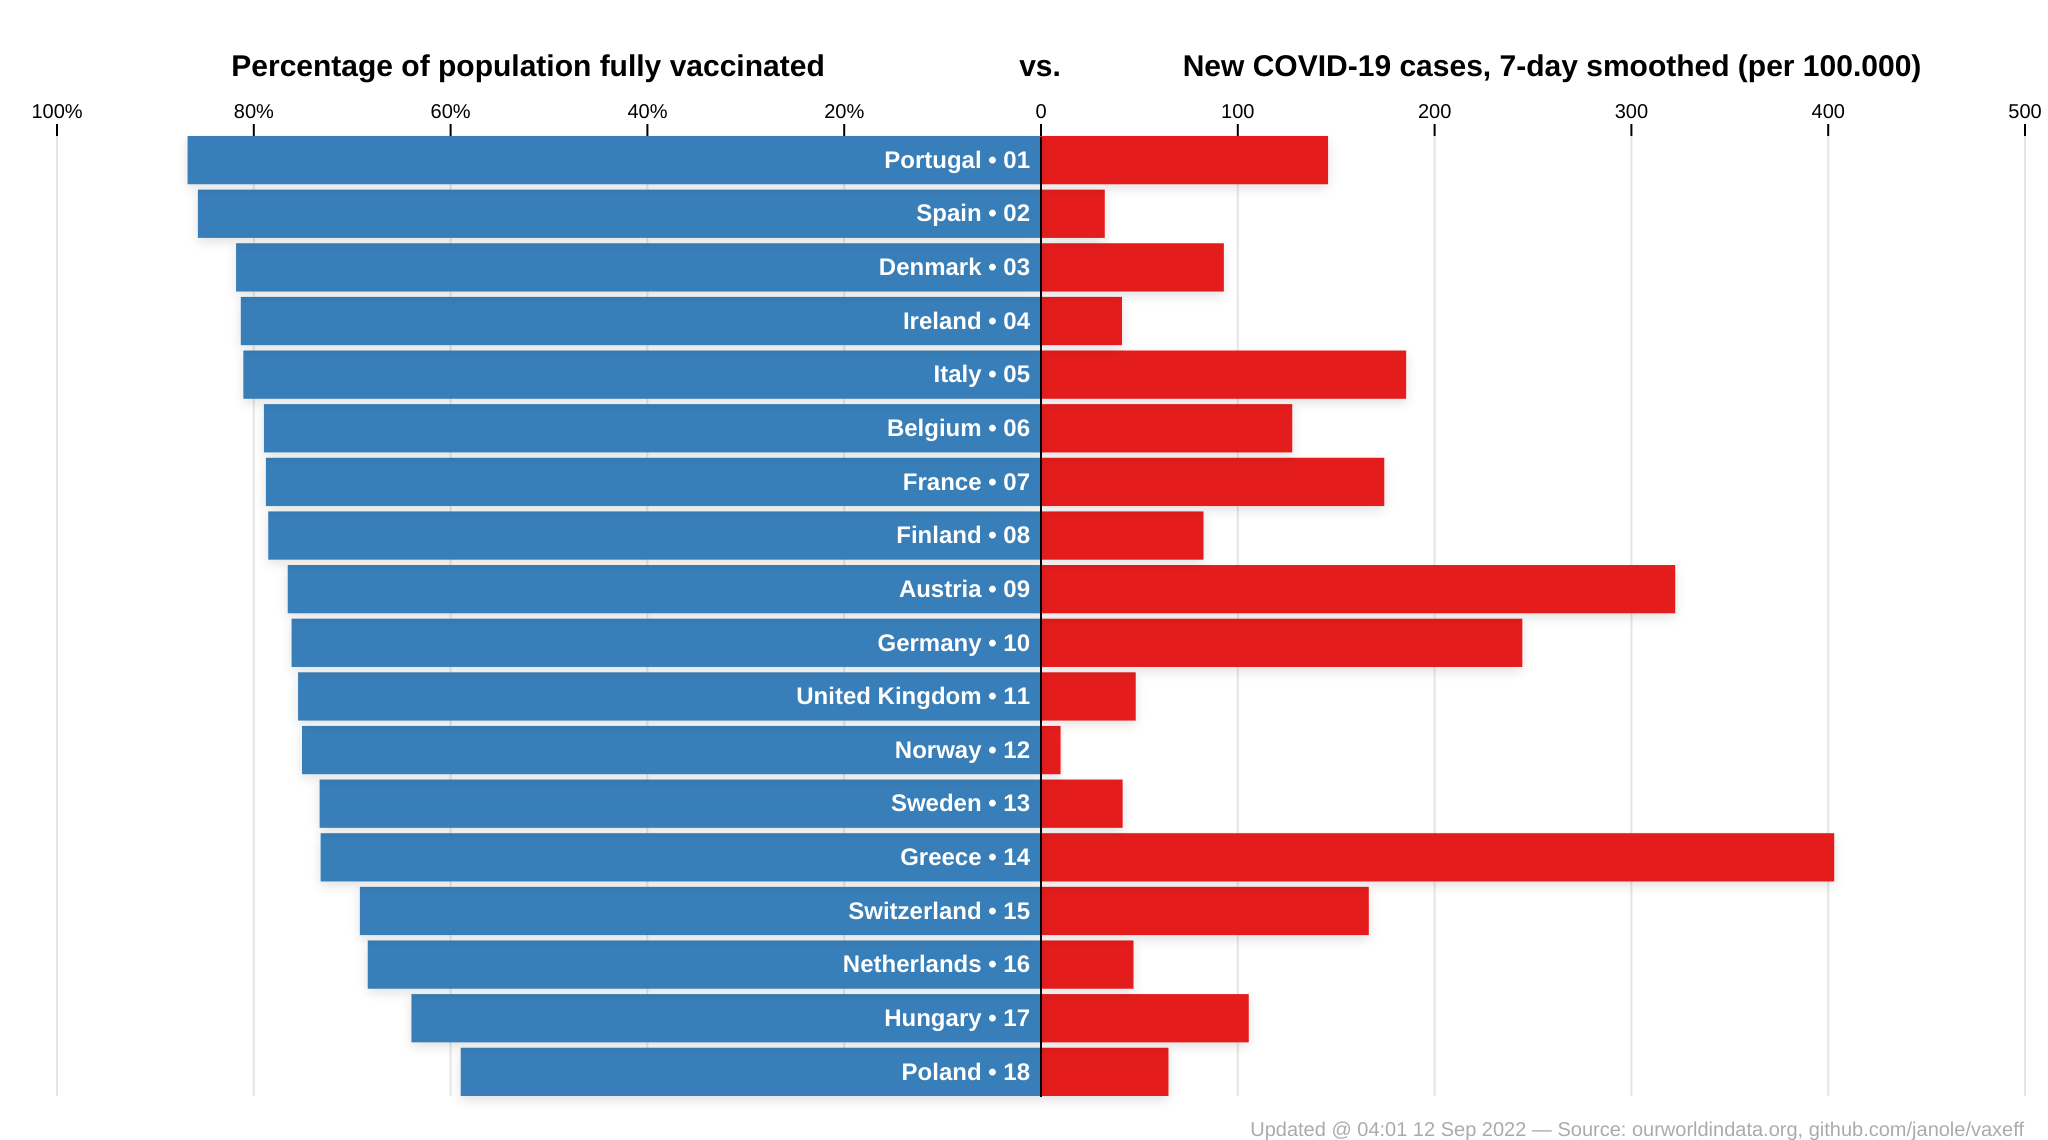 Percentage of population fully vaccinated vs. New COVID-19 cases, 7-day smoothed (per 100.000)
100% 80% 60% 40% 20% 0 100 200 300 400 500
Portugal • 01
Spain • 02
Denmark • 03
Ireland • 04
Italy • 05
Belgium • 06
France • 07
Finland • 08
Austria • 09
Germany • 10
United Kingdom • 11
Norway • 12
Sweden • 13
Greece • 14
Switzerland • 15
Netherlands • 16
Hungary • 17
Poland • 18
Updated @ 04:01 12 Sep 2022 — Source: ourworldindata.org, github.com/janole/vaxeff